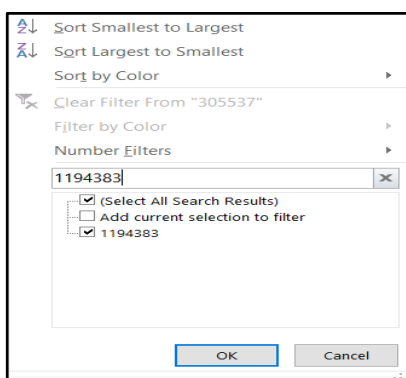 Sort Smallest to Largest
Sort Largest to Smallest
Sort by Color
Clear Filter From "305537"
Filter by Color
Number Filters
1194383
(Select All Search Results)
Add current selection to filter
1194383
OK Cancel